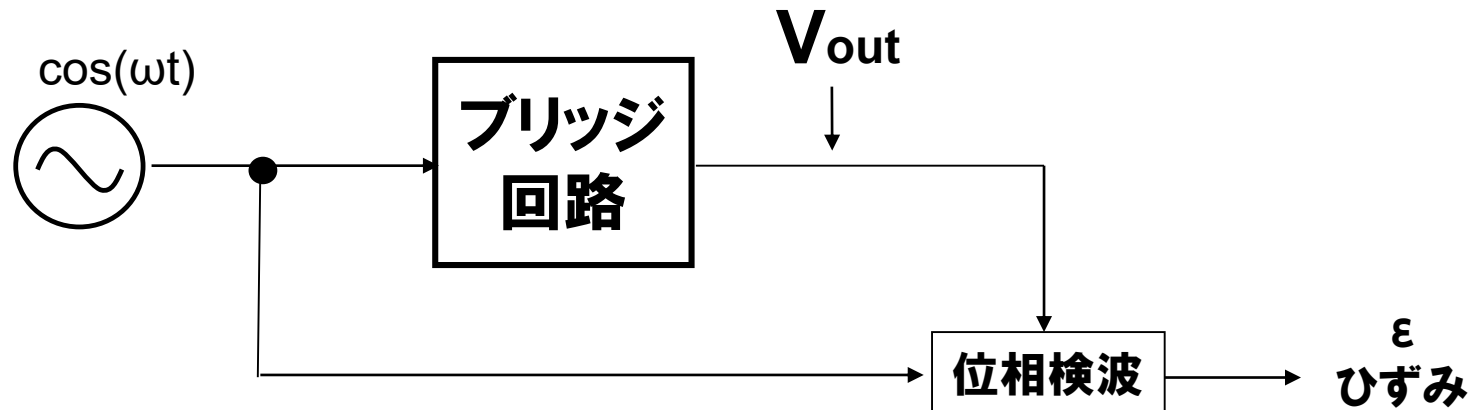 cos(ωt)
Vout
ブリッジ
回路
位相検波
ε
ひずみ